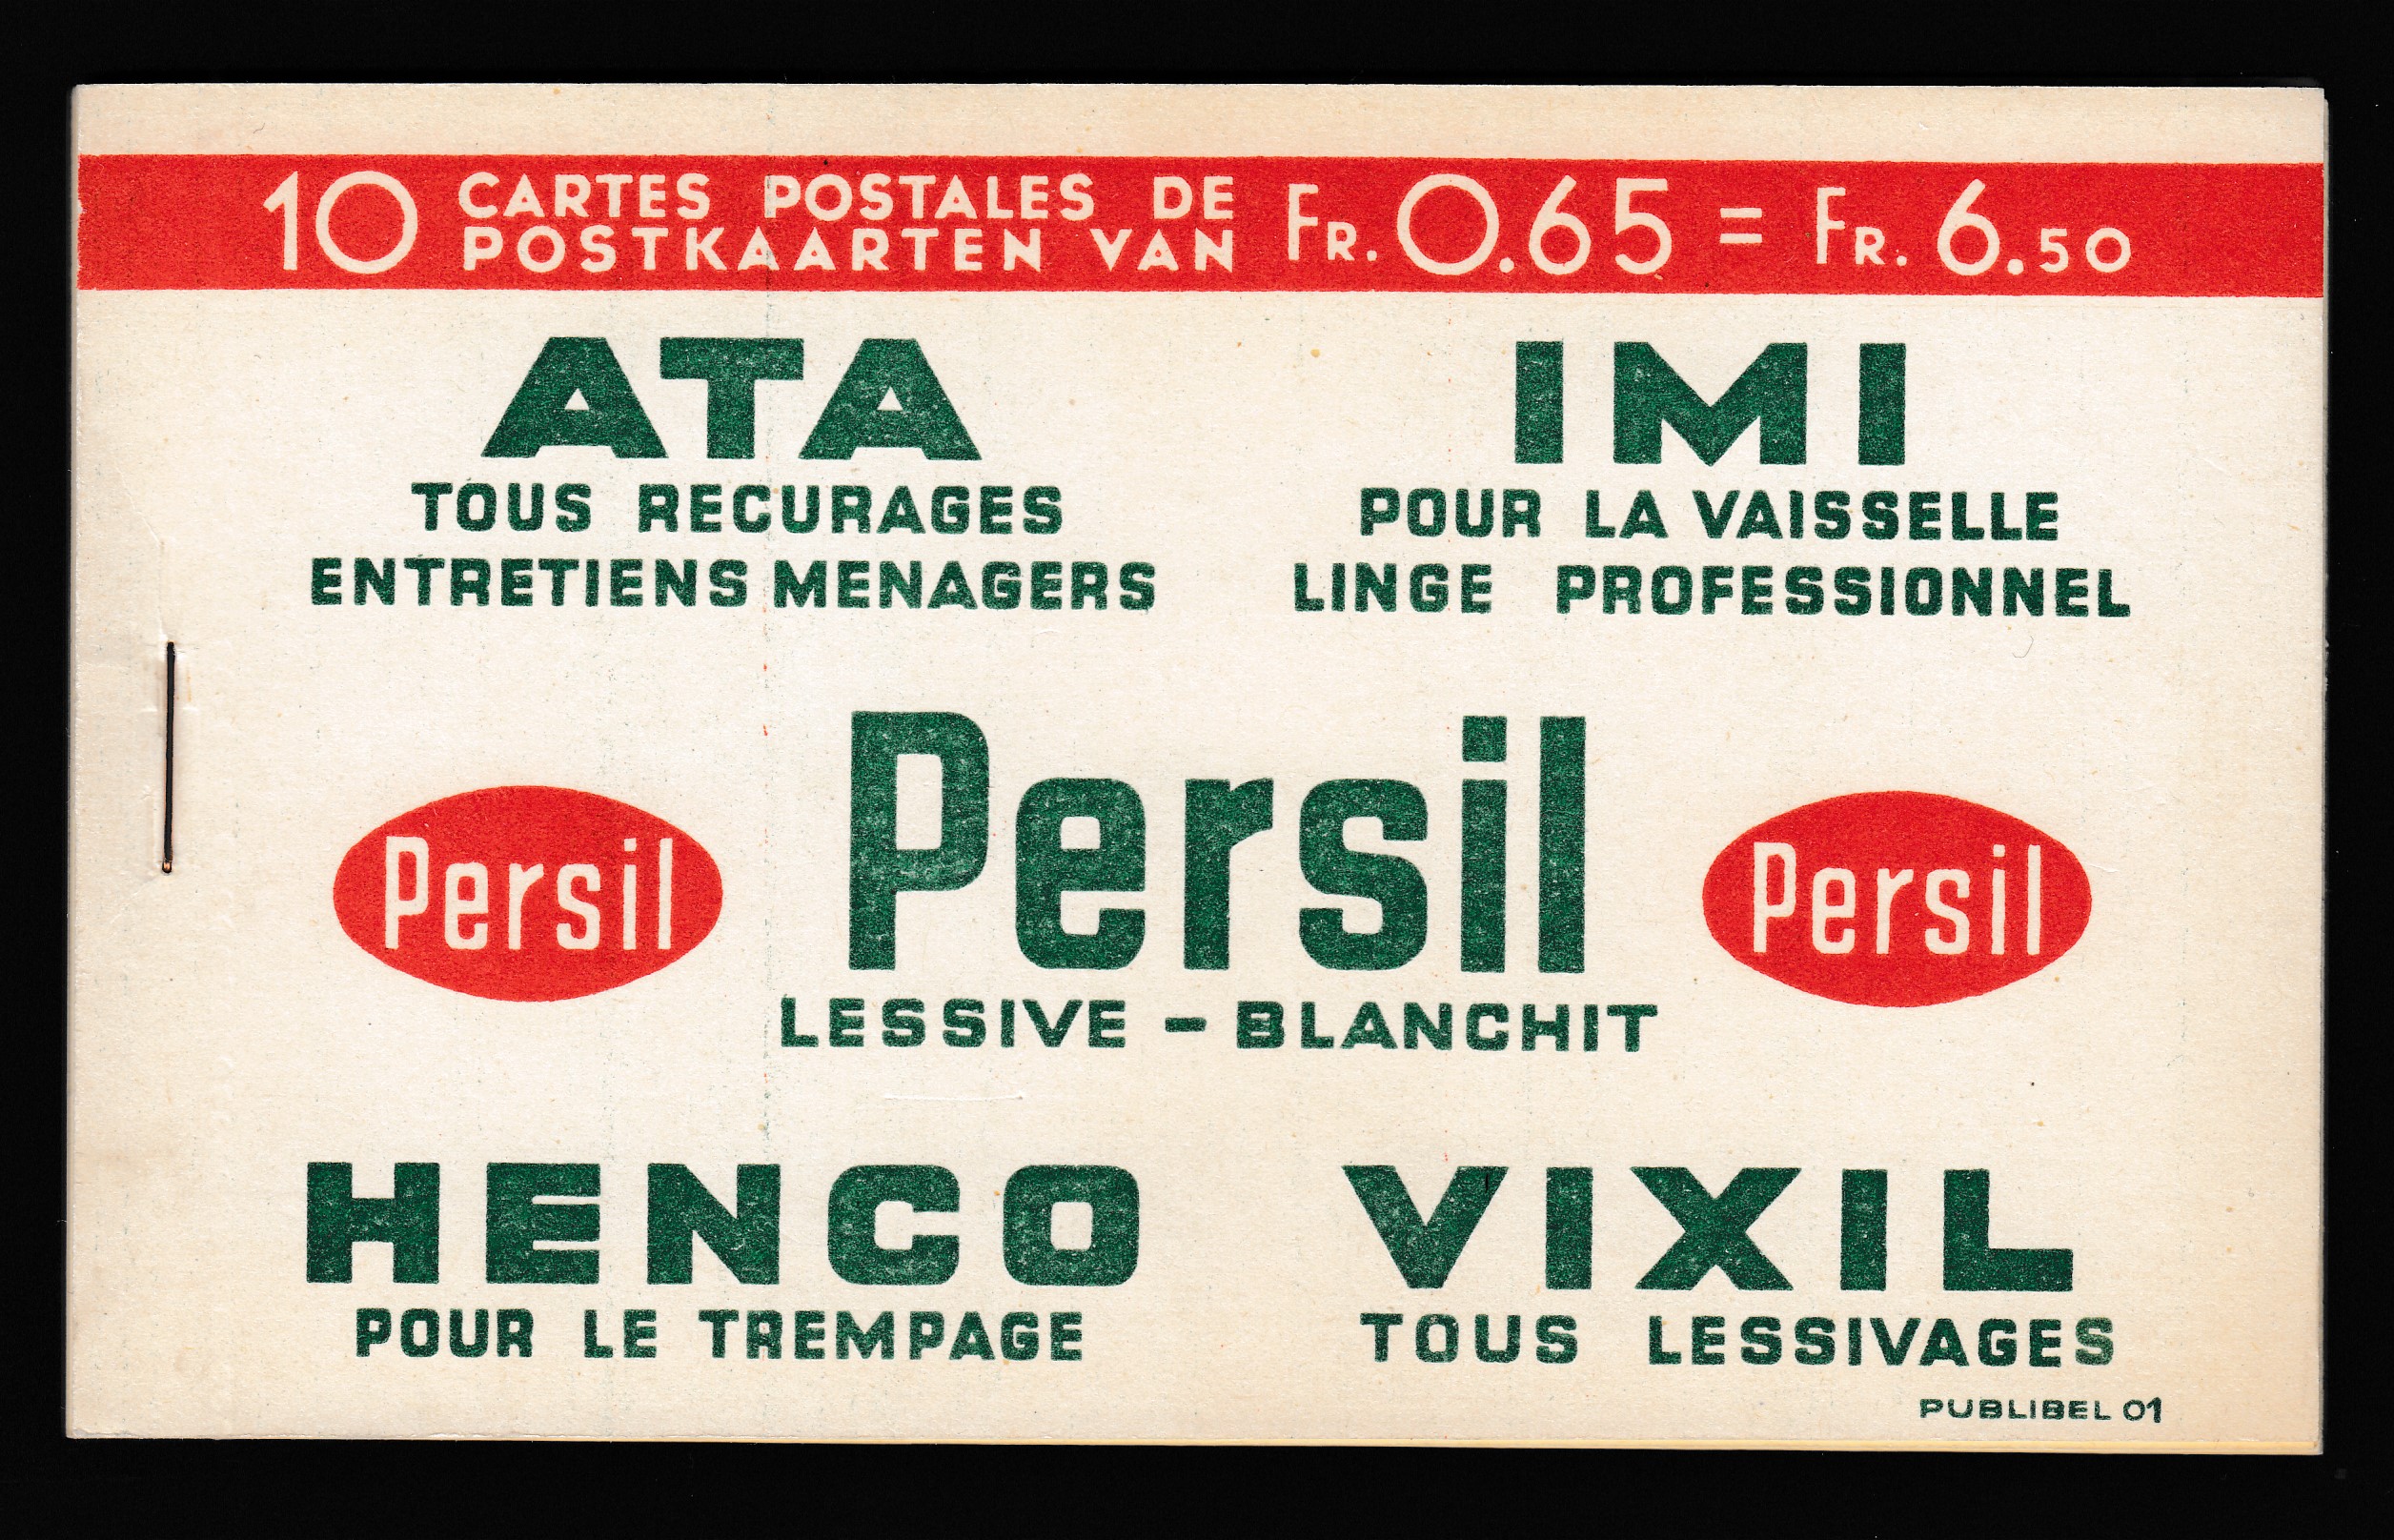 10 CARTES POSTALES DE
POSTKAARTEN VAN
FR. 0.65 = FR. 6.50
ATA
TOUS RECURAGES
ENTRETIENS MENAGERS
IMI
POUR LA VAISSELLE
LINGE PROFESSIONNEL
Persil
Persil
Persil
LESSIVE - BLANCHIT
HENCO
POUR LE TREMPAGE
VIXIL
TOUS LESSIVAGES
PUBLIBEL 01